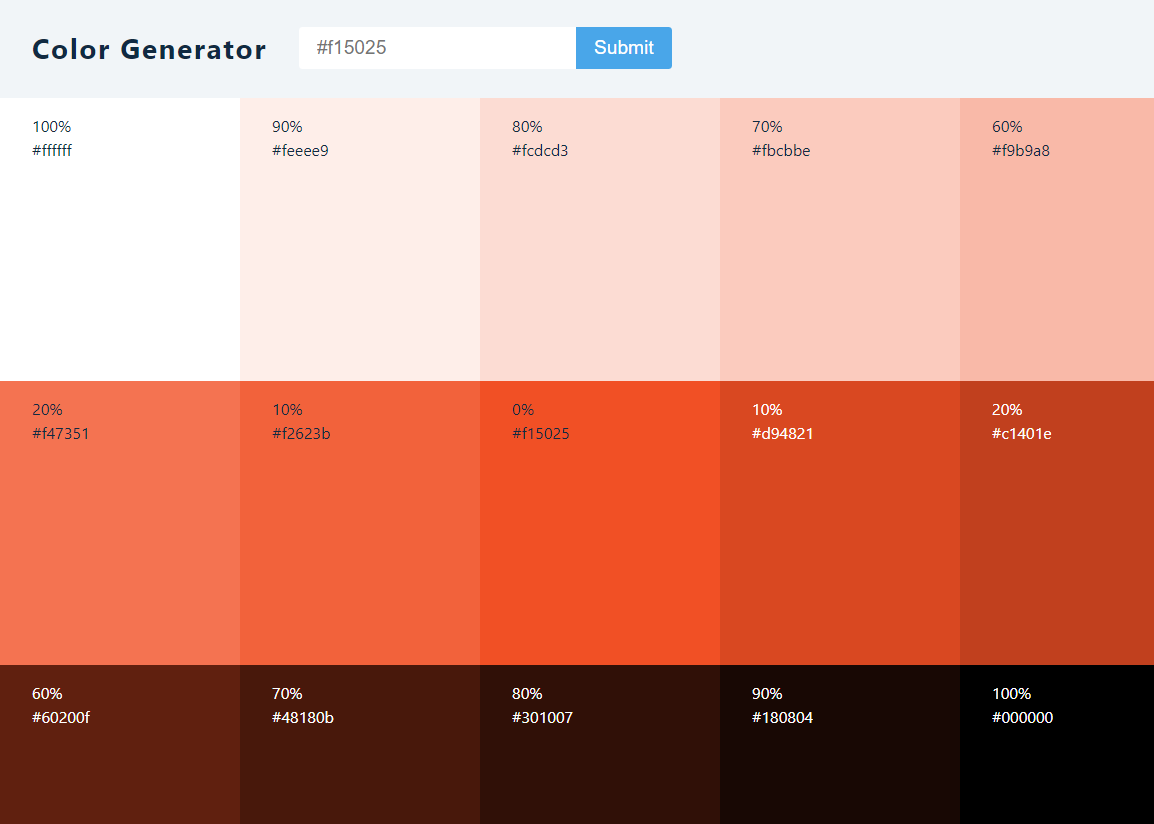 Color Generator
#f15025
Submit
100%
#ffffff
90%
#feeee9
80%
#fcdcd3
70%
#fbcbbe
60%
#f9b9a8
20%
#f47351
10%
#f2623b
0%
#f15025
10%
#d94821
20%
#c1401e
60%
#60200f
70%
#48180b
80%
#301007
90%
#180804
100%
#000000